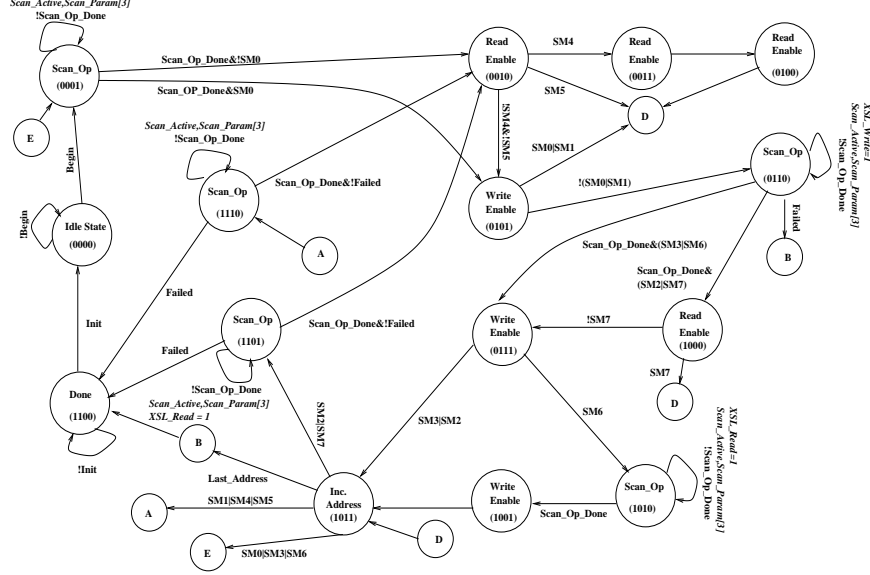 Scan_Active,Scan_Param[3]
!Scan_Op_Done
Scan_Op
(0001)
E
Begin
!Begin
Idle State
(0000)
Init
Done
(1100)
!Init
Scan_Op_Done&!SM0
Scan_OP_Done&SM0
Scan_Active,Scan_Param[3]
!Scan_Op_Done
Scan_Op
(1110)
Scan_Op_Done&!Failed
A
Failed
Scan_Op
(1101)
Scan_Op_Done&!Failed
Failed
!Scan_Op_Done
Scan_Active,Scan_Param[3]
XSL_Read = 1
B
Last_Address
SM2|SM7
SM1|SM4|SM5
A
E
SM0|SM3|SM6
Inc.
Address
(1011)
D
Read
Enable
(0010)
SM4
Read
Enable
(0011)
Read
Enable
(0100)
SM5
D
!SM4&!SM5
SM0|SM1
Write
Enable
(0101)
!(SM0|SM1)
Scan_Op
(0110)
XSL_Write=1
Scan_Active,Scan_Param[3]
!Scan_Op_Done
Failed
B
Scan_Op_Done&(SM3|SM6)
Scan_Op_Done&
(SM2|SM7)
Read
Enable
(1000)
!SM7
SM7
D
Write
Enable
(0111)
SM3|SM2
SM6
Scan_Op
(1010)
XSL_Read=1
Scan_Active,Scan_Param[3]
!Scan_Op_Done
Scan_Op_Done
Write
Enable
(1001)